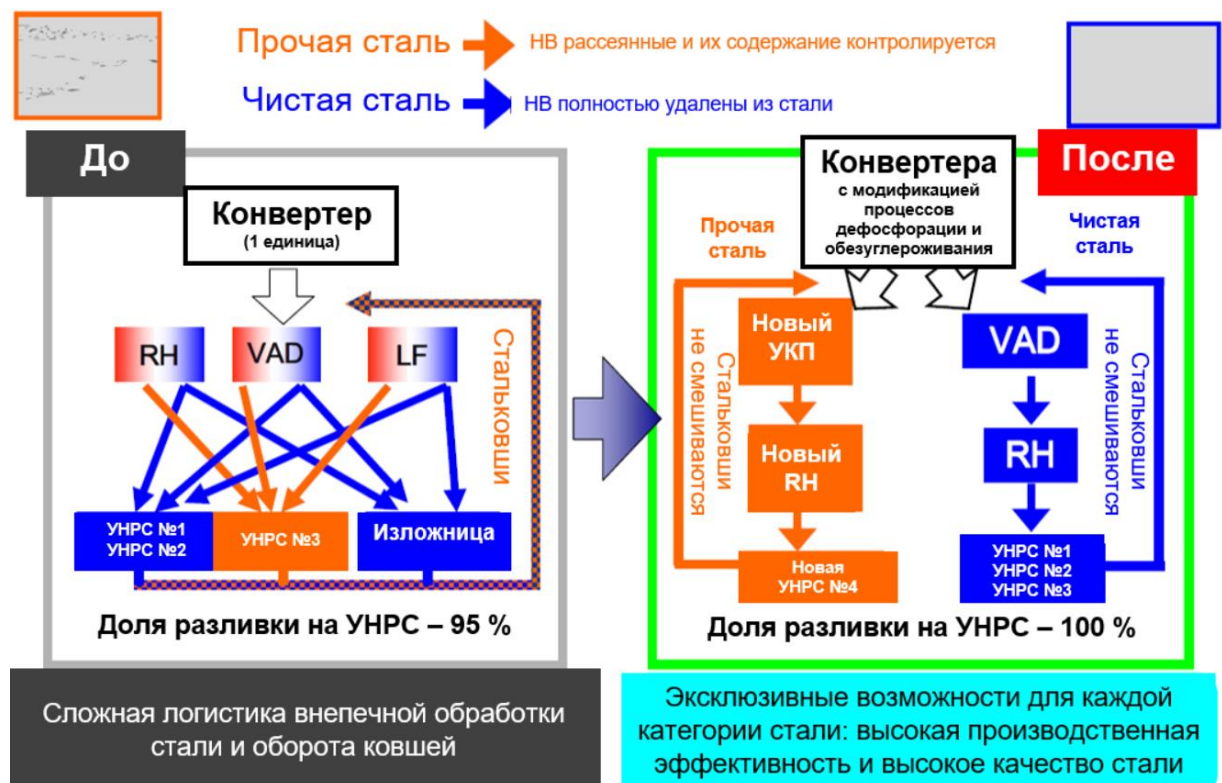 Прочая сталь
НВ рассеянные и их содержание контролируется
Чистая сталь
НВ полностью удалены из стали
До
Конвертер
(1 единица)
RH
VAD
LF
Стальковши
УНРС №1
УНРС №2
УНРС №3
Изложница
Доля разливки на УНРС – 95 %
Сложная логистика внепечной обработки
стали и оборота ковшей
После
Конвертера
с модификацией
процессов
дефосфорации и
обезуглероживания
Прочая
сталь
Чистая
сталь
Новый
УКП
Стальковши
не смешиваются
Новый
RH
Новая
УНРС №4
VAD
RH
Стальковши
не смешиваются
УНРС №1
УНРС №2
УНРС №3
Доля разливки на УНРС – 100 %
Эксклюзивные возможности для каждой
категории стали: высокая производственная
эффективность и высокое качество стали